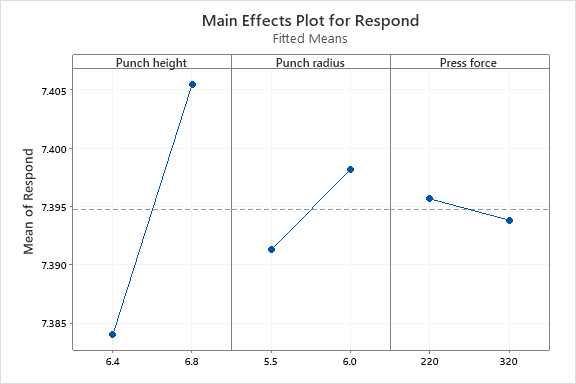 Main Effects Plot for Respond
Fitted Means
Punch height Punch radius Press force
Mean of Respond
7.405
7.400
7.395
7.390
7.385
6.4 6.8 5.5 6.0 220 320